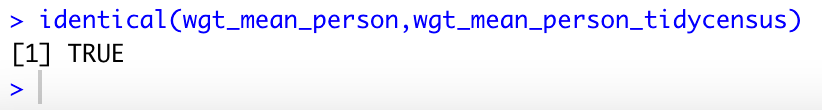 > identical(wgt_mean_person,wgt_mean_person_tidycensus)
[1] TRUE
>